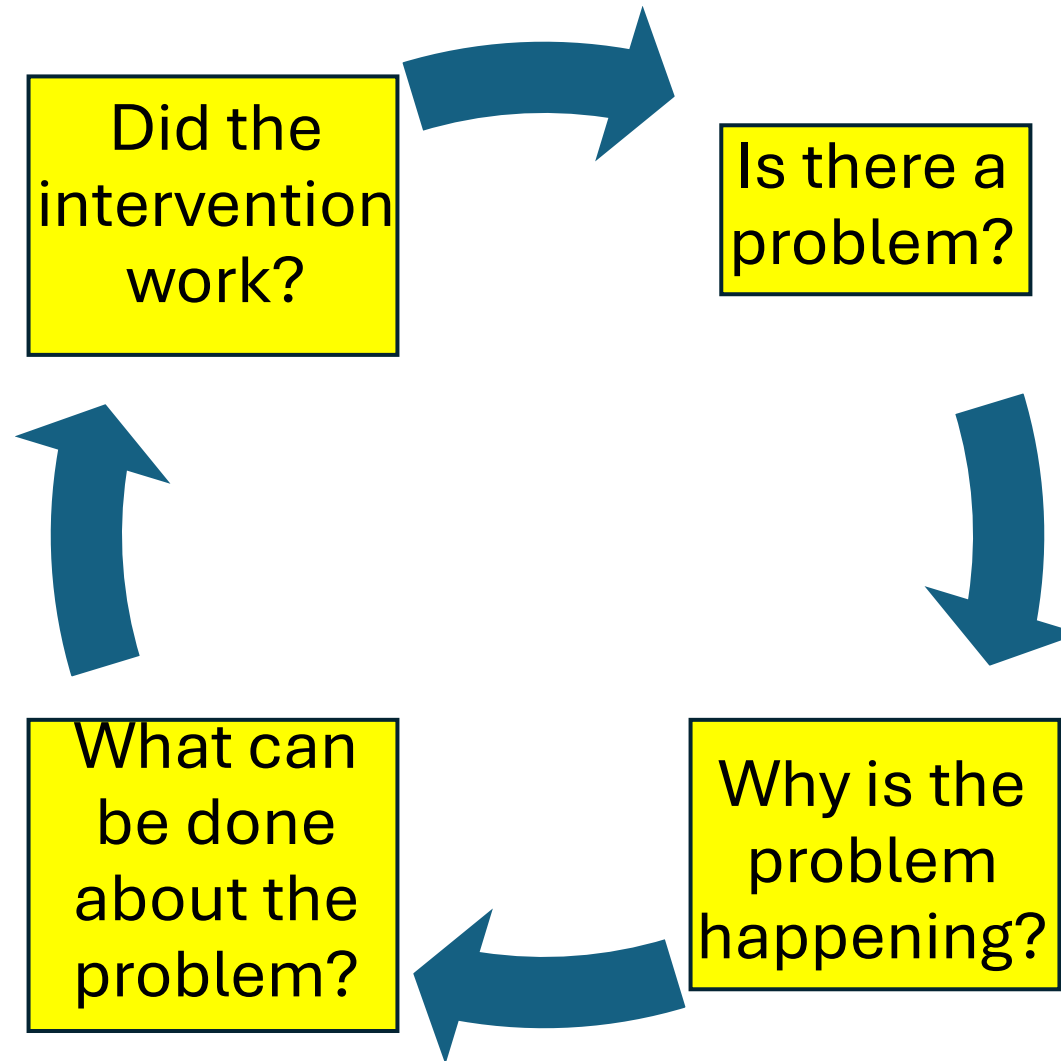 Did the
intervention
work?
Is there a
problem?
What can
be done
about the
problem?
Why is the
problem
happening?